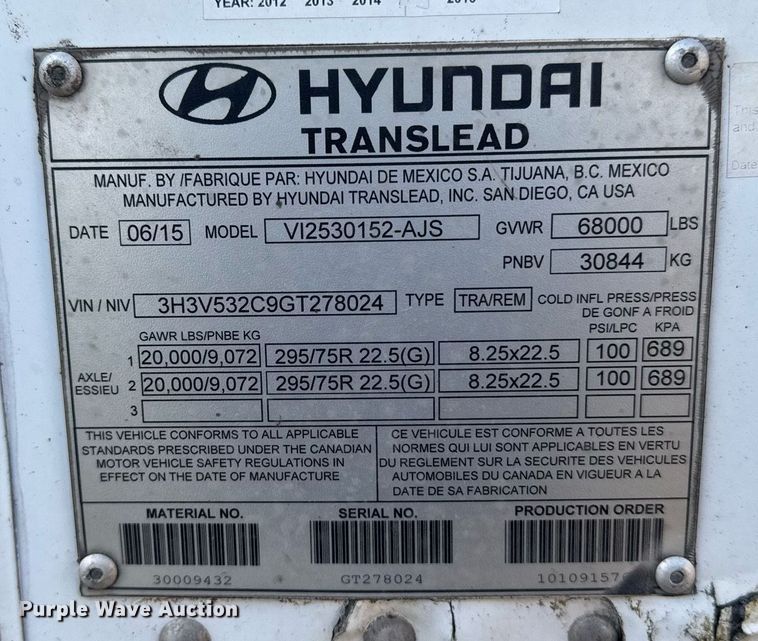 YEAR: 2012 2013 2014
HYUNDAI
TRANSLEAD
MANUF. BY /FABRIQUE PAR: HYUNDAI DE MEXICO S.A. TIJUANA, B.C. MEXICO
MANUFACTURED BY HYUNDAI TRANSLEAD, INC. SAN DIEGO, CA USA
DATE 06/15 MODEL VI2530152-AJS GVWR 68000 LBS
PNBV 30844 KG
VIN / NIV 3H3V532C9GT278024 TYPE TRA/REM COLD INFL PRESS/PRESS
DE GONF A FROID
GAWR LBS/PNBE KG PSI/LPC KPA
1 20,000/9,072 295/75R 22.5(G) 8.25x22.5 100 689
AXLE/
ESSIEU
2 20,000/9,072 295/75R 22.5(G) 8.25x22.5 100 689
3
THIS VEHICLE CONFORMS TO ALL APPLICABLE
STANDARDS PRESCRIBED UNDER THE CANADIAN
MOTOR VEHICLE SAFETY REGULATIONS IN
EFFECT ON THE DATE OF MANUFACTURE
CE VEHICULE EST CONFORME A TOUTES LES
NORMES QUI LUI SONT APPLICABLES EN VERTU
DU REGLEMENT SUR LA SECURITE DES VEHICULES
AUTOMOBILES DU CANADA EN VIGUEUR A LA
DATE DE SA FABRICATION
MATERIAL NO. SERIAL NO. PRODUCTION ORDER
30009432 GT278024
This
and
Date
Purple Wave Auction